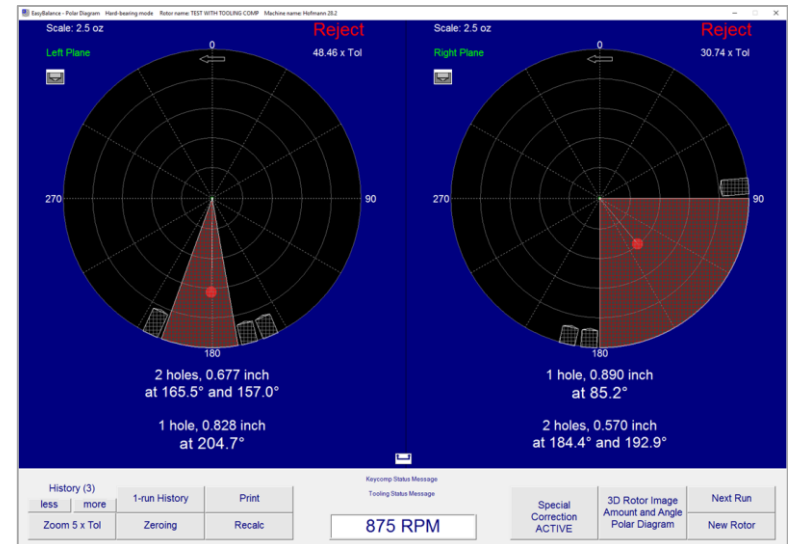 EasyBalance - Polar Diagram Hard-bearing mode Rotor name: TEST WITH TOOLING COMP Machine name: Hofmann 28.2
Scale: 2.5 oz
Reject
Left Plane
0
48.46 x Tol
270
90
180
2 holes, 0.677 inch
at 165.5° and 157.0°
1 hole, 0.828 inch
at 204.7°
Scale: 2.5 oz
Reject
Right Plane
0
30.74 x Tol
270
90
180
1 hole, 0.890 inch
at 85.2°
2 holes, 0.570 inch
at 184.4° and 192.9°
History (3)
less more
Zoom 5 x Tol
1-run History
Zeroing
Print
Recalc
Keycomp Status Message
Tooling Status Message
875 RPM
Special
Correction
ACTIVE
3D Rotor Image
Amount and Angle
Polar Diagram
Next Run
New Rotor